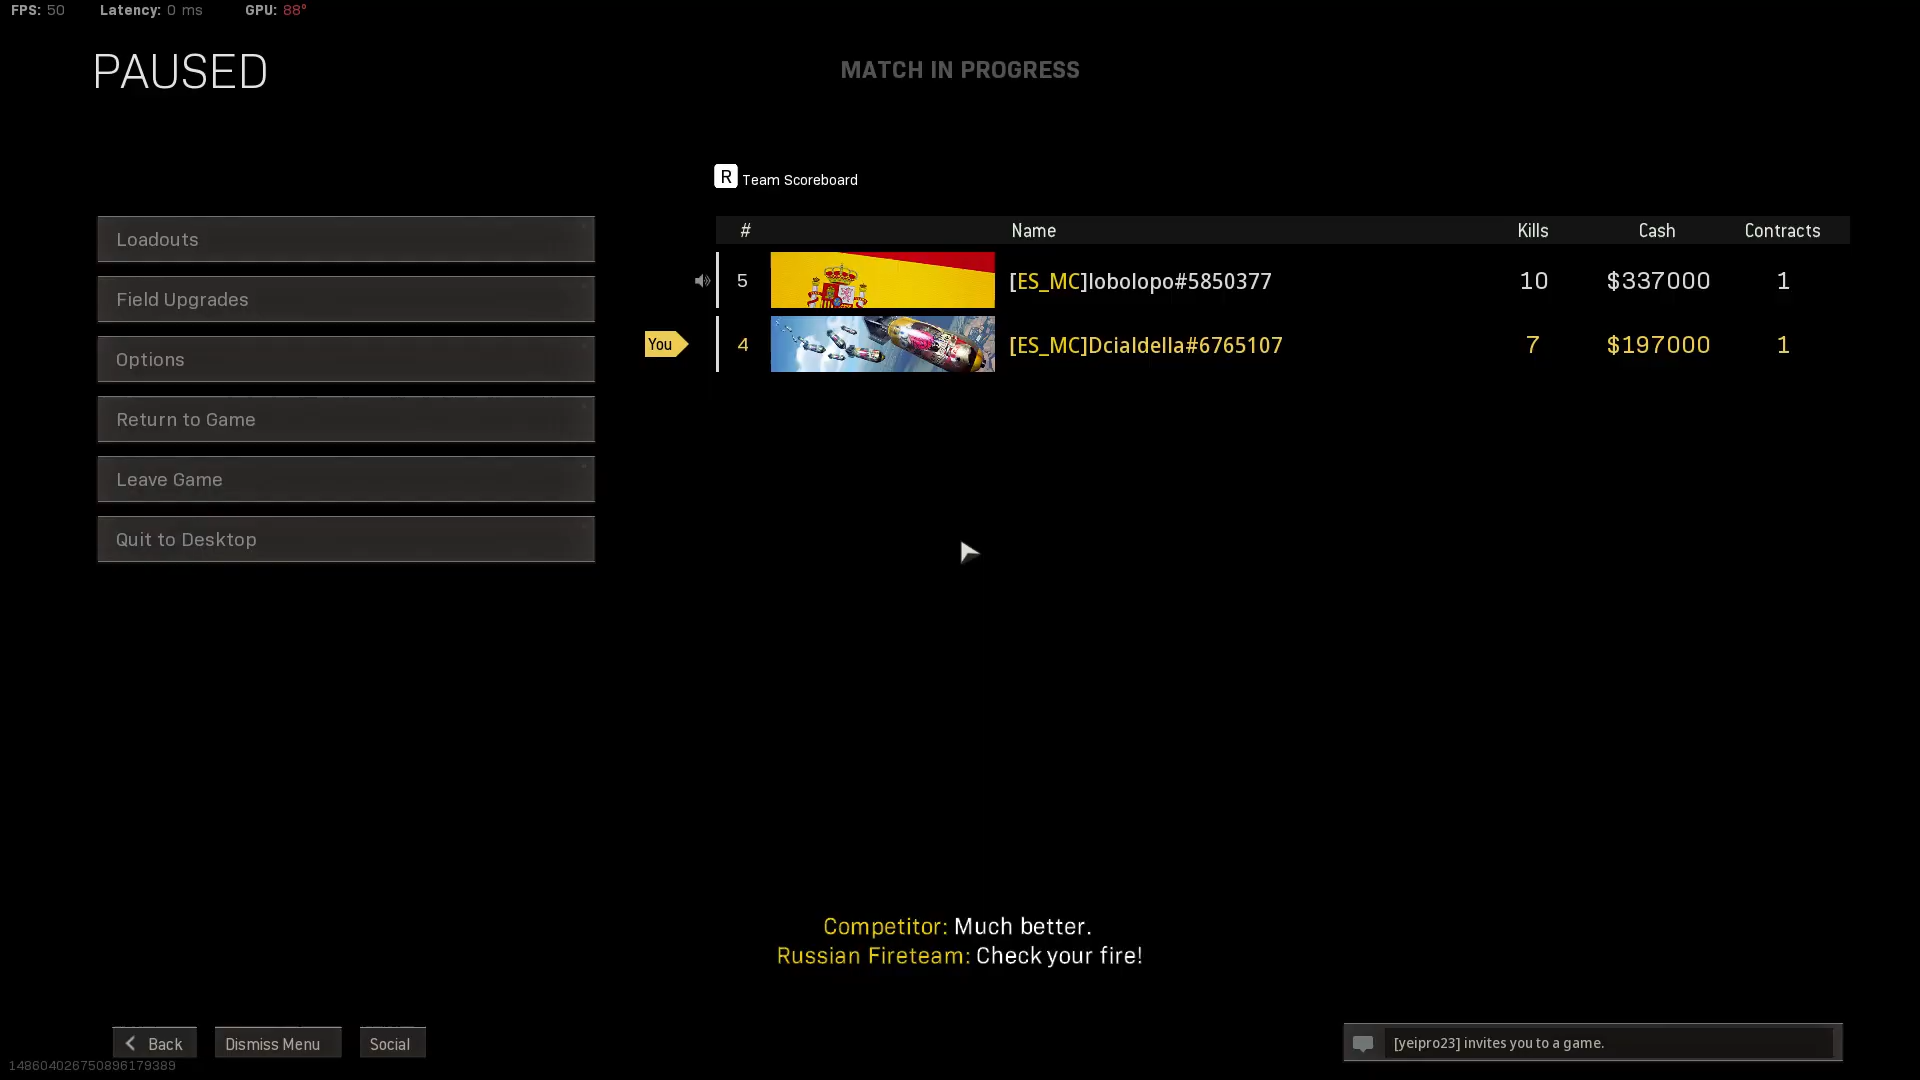 FPS: 50 Latency: 0 ms GPU: 88°
PAUSED
MATCH IN PROGRESS
R Team Scoreboard
Loadouts
Field Upgrades
Options
Return to Game
Leave Game
Quit to Desktop
# Name Kills Cash Contracts
5 [ES_MC]lobolopo#5850377 10 $337000 1
You 4 [ES_MC]Dcialdella#6765107 7 $197000 1
Competitor: Much better.
Russian Fireteam: Check your fire!
Back Dismiss Menu Social
[yeipro23] invites you to a game.
148604026750896179389